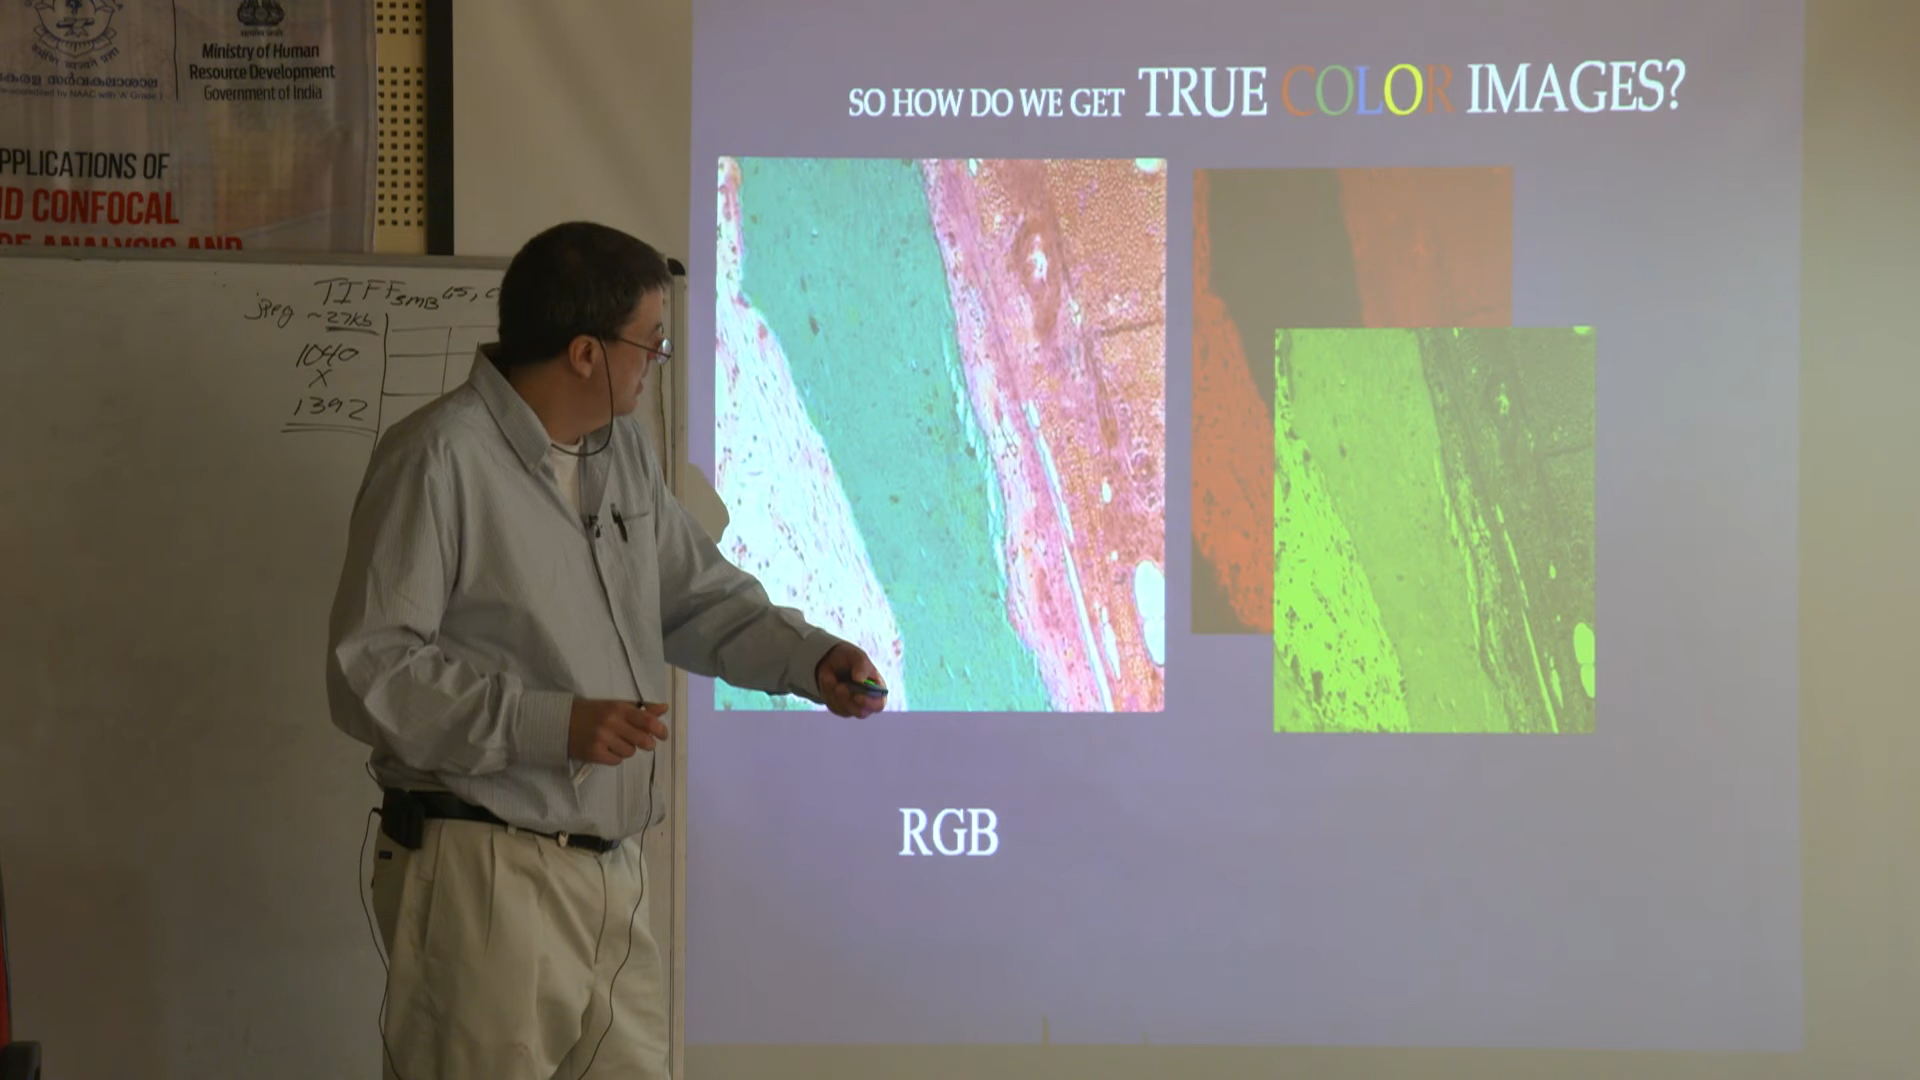 Ministry of Human
Resource Development
Government of India
PPLICATIONS OF
ID CONFOCAL
TIFF
jpeg ~27kb
1040
X
1392
SO HOW DO WE GET TRUE COLOR IMAGES?
RGB